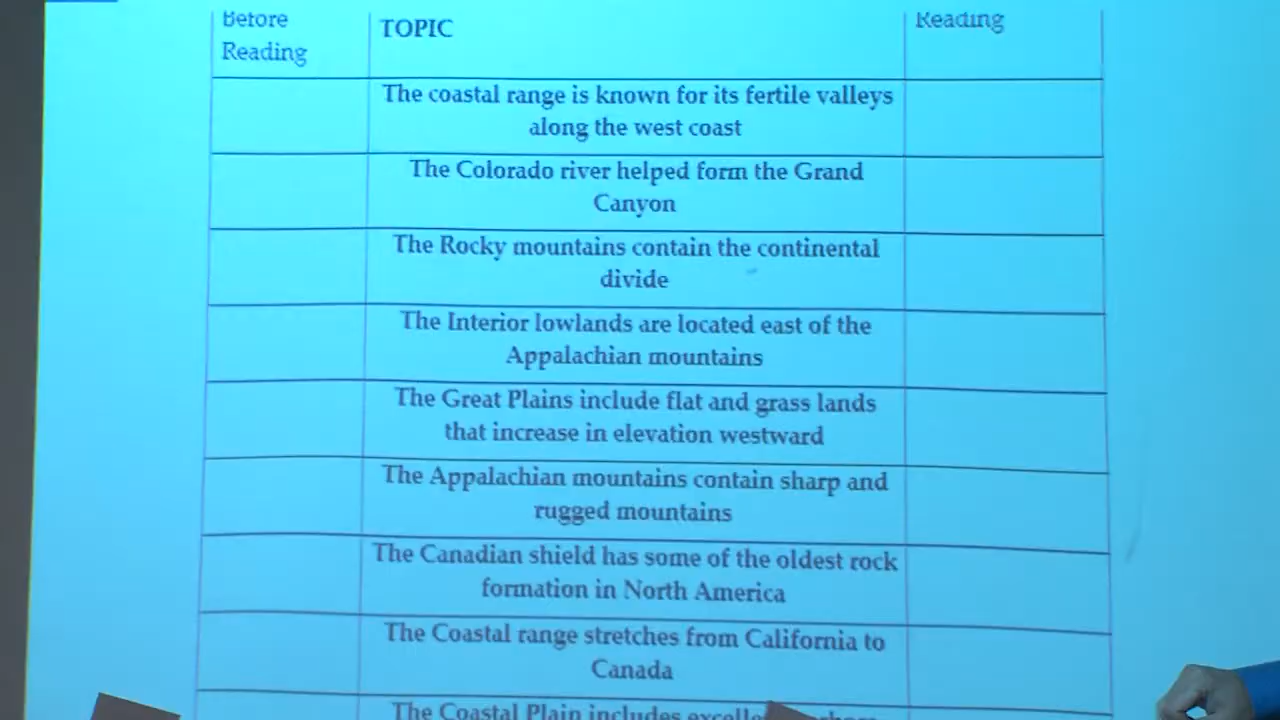 Before
Reading
TOPIC
Reading
The coastal range is known for its fertile valleys
along the west coast
The Colorado river helped form the Grand
Canyon
The Rocky mountains contain the continental
divide
The Interior lowlands are located east of the
Appalachian mountains
The Great Plains include flat and grass lands
that increase in elevation westward
The Appalachian mountains contain sharp and
rugged mountains
The Canadian shield has some of the oldest rock
formation in North America
The Coastal range stretches from California to
Canada
The Coastal Plain includes